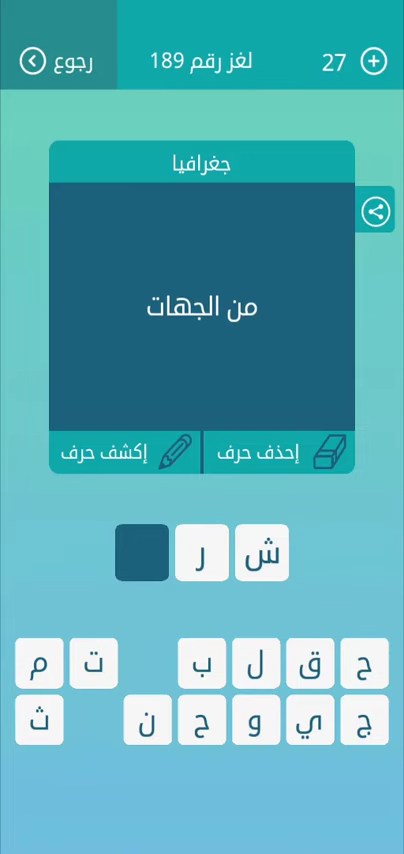 رجوع
لغز رقم 189
27
جغرافيا
من الجهات
إحذف حرف
إكشف حرف
ش ر
ح ق ل ب ت م
ج ي و ح ن ث